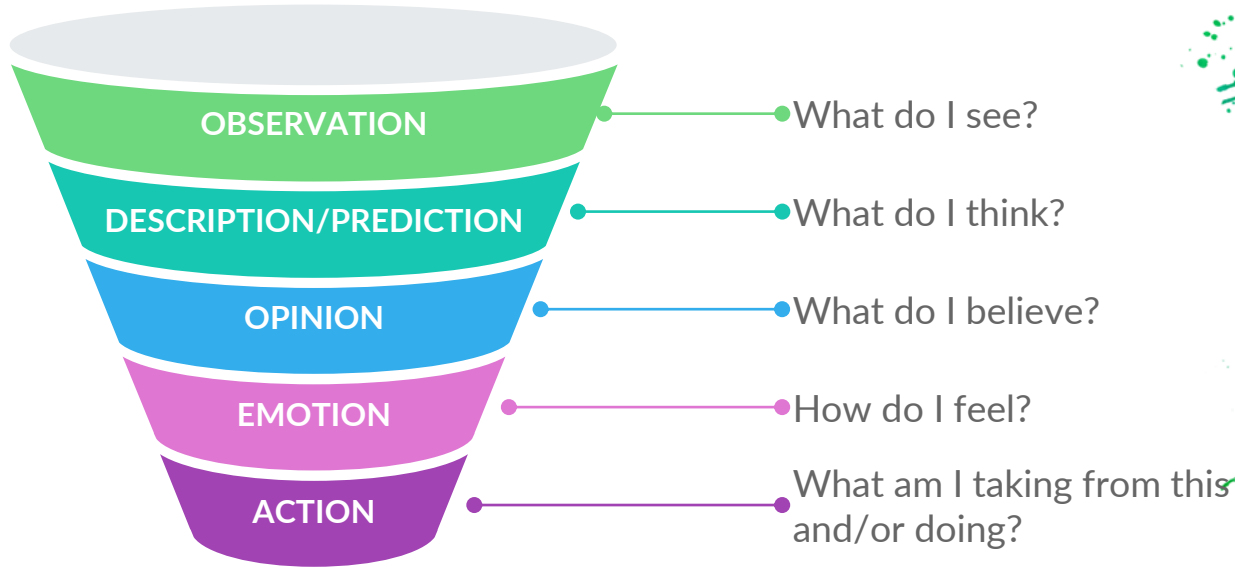 OBSERVATION
What do I see?
DESCRIPTION/PREDICTION
What do I think?
OPINION
What do I believe?
EMOTION
How do I feel?
ACTION
What am I taking from this
and/or doing?